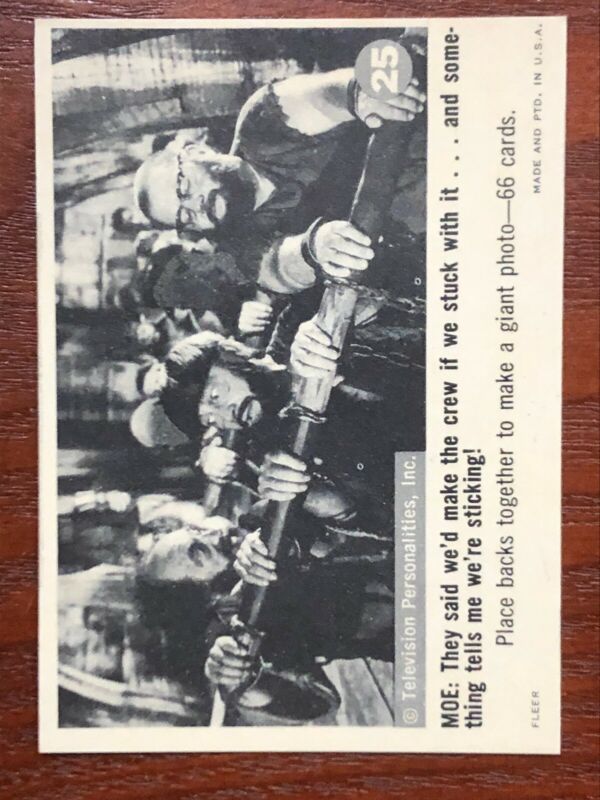 25
© Television Personalities, Inc.
MOE: They said we'd make the crew if we stuck with it . . . and some-
thing tells me we're sticking!
Place backs together to make a giant photo—66 cards.
FLEER
MADE AND PTD. IN U.S.A.